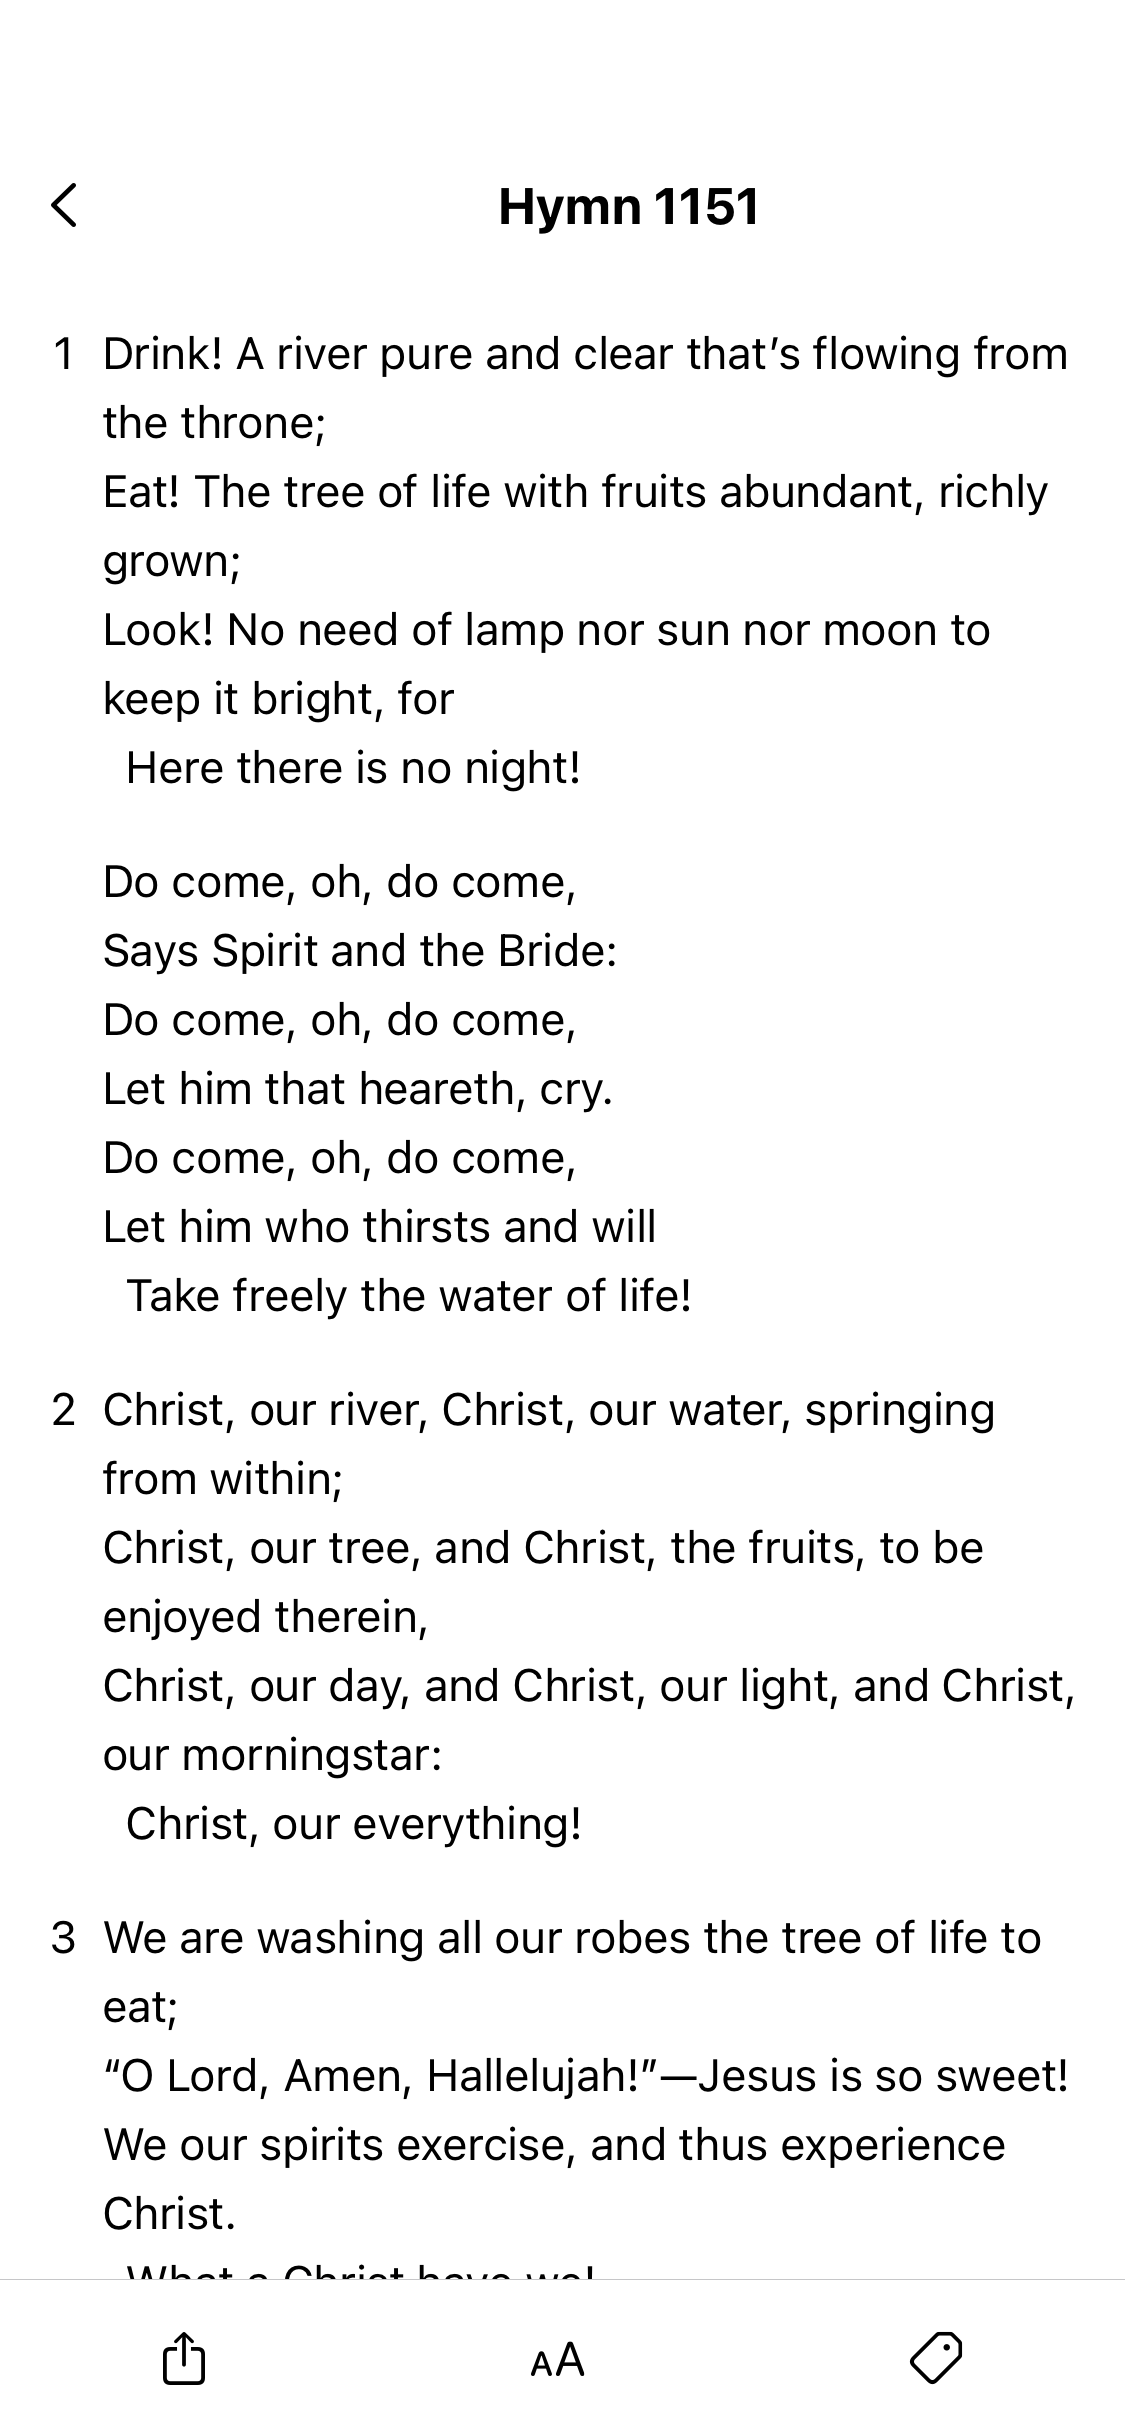 Hymn 1151
1 Drink! A river pure and clear that’s flowing from
the throne;
Eat! The tree of life with fruits abundant, richly
grown;
Look! No need of lamp nor sun nor moon to
keep it bright, for
Here there is no night!
Do come, oh, do come,
Says Spirit and the Bride:
Do come, oh, do come,
Let him that heareth, cry.
Do come, oh, do come,
Let him who thirsts and will
Take freely the water of life!
2 Christ, our river, Christ, our water, springing
from within;
Christ, our tree, and Christ, the fruits, to be
enjoyed therein,
Christ, our day, and Christ, our light, and Christ,
our morningstar:
Christ, our everything!
3 We are washing all our robes the tree of life to
eat;
“O Lord, Amen, Hallelujah!”—Jesus is so sweet!
We our spirits exercise, and thus experience
Christ.
What a Christ have we!
AA